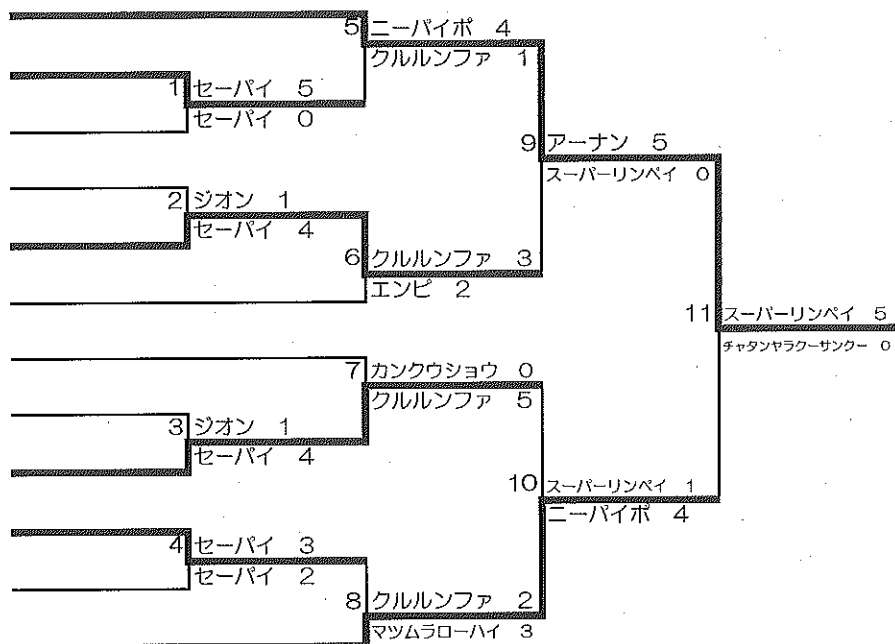 5 ニーパイポ 4
クルルンファ 1
1 セーパイ 5
セーパイ 0
9 アーナン 5
スーパーリンペイ 0
2 ジオン 1
セーパイ 4
6 クルルンファ 3
エンピ 2
11 スーパーリンペイ 5
チャタンヤラクーサンクー 0
7 カンクウショウ 0
クルルンファ 5
3 ジオン 1
セーパイ 4
10 スーパーリンペイ 1
ニーパイポ 4
4 セーパイ 3
セーパイ 2
8 クルルンファ 2
マツムラローハイ 3